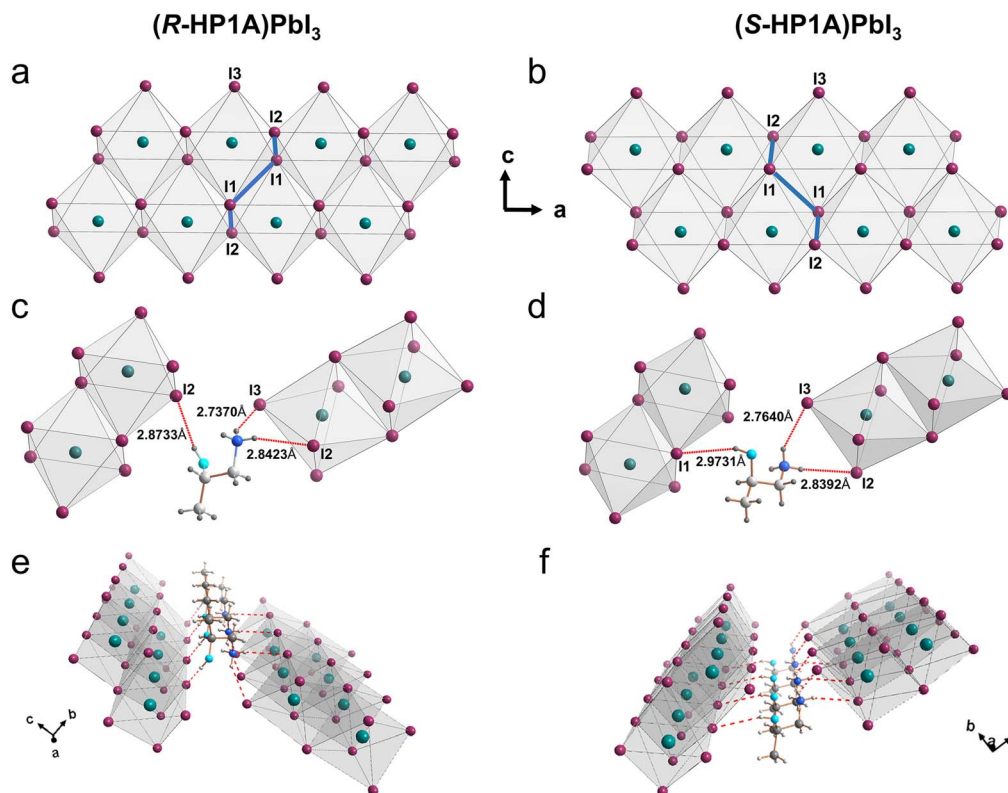 (R-HP1A)PbI₃
(S-HP1A)PbI₃
a
I3
I2
I1
I1
I2
b
I3
I2
I1
I1
I2
c
a
c
I2
I3
2.7370Å
2.8733Å
2.8423Å
I2
d
I3
2.7640Å
I1
2.9731Å
2.8392Å
I2
e
c
b
a
f
b
a